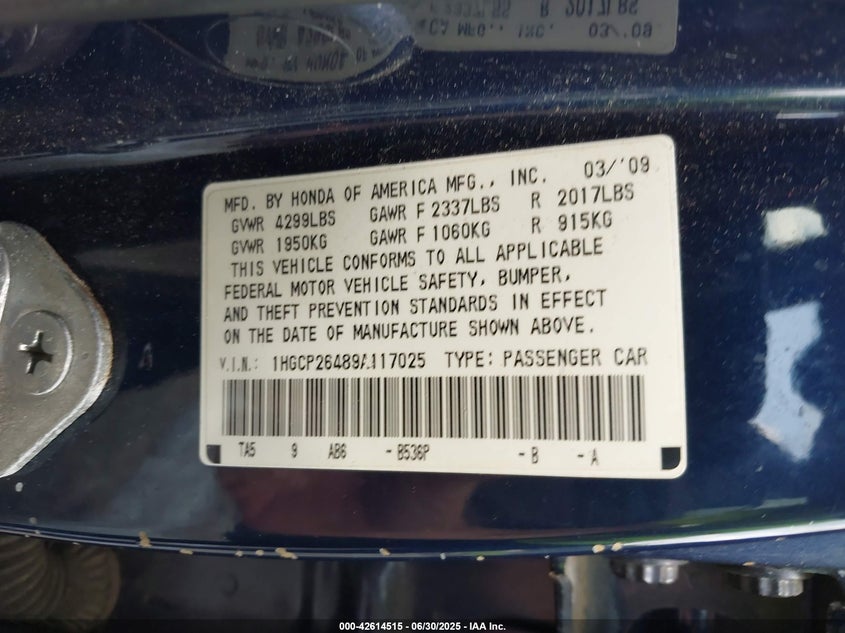 MFD. BY HONDA OF AMERICA MFG., INC. 03/'09
GVWR 4299LBS GAWR F 2337LBS R 2017LBS
GVWR 1950KG GAWR F 1060KG R 915KG
THIS VEHICLE CONFORMS TO ALL APPLICABLE
FEDERAL MOTOR VEHICLE SAFETY, BUMPER,
AND THEFT PREVENTION STANDARDS IN EFFECT
ON THE DATE OF MANUFACTURE SHOWN ABOVE.
V.I.N.: 1HGCP26489A117025 TYPE: PASSENGER CAR
TA5 9 AB6 - B536P - B - A
000-42614515 - 06/30/2025 - IAA Inc.